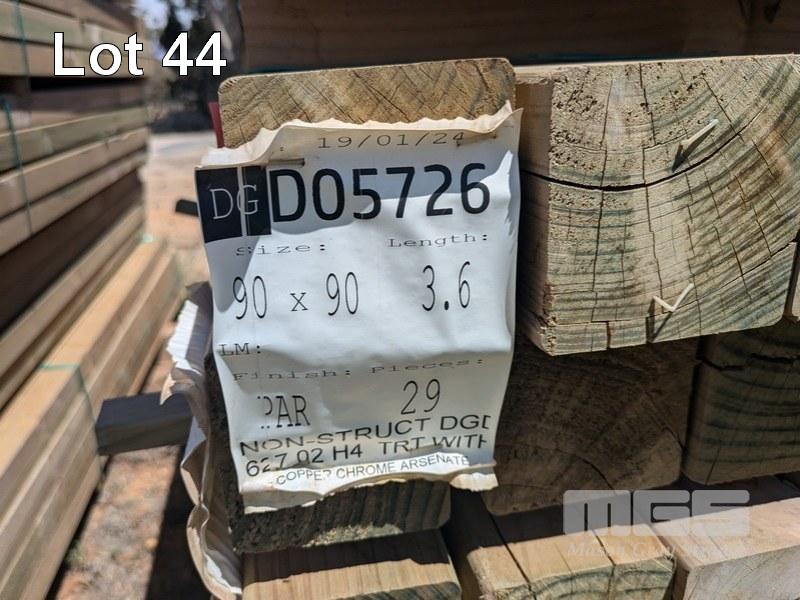 Lot 44
19/01/24
DG D05726
Size: Length:
90 x 90 3.6
LM:
Finish: Pieces:
PAR 29
NON-STRUCT DGD
627 02 H4 TRT WITH
COPPER CHROME ARSENATE
MGS